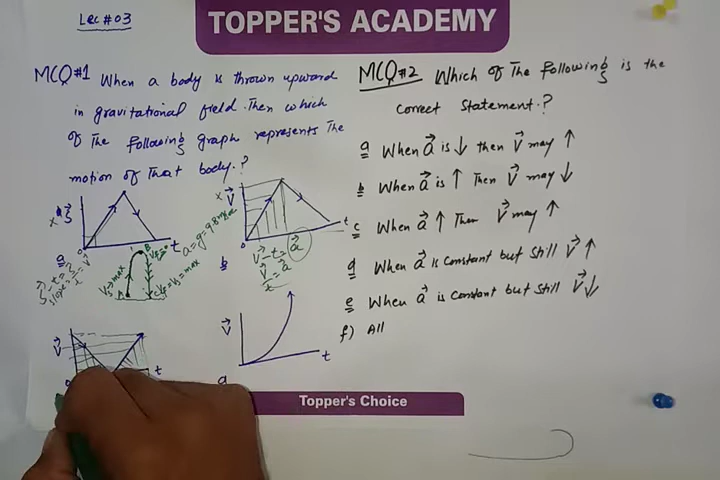 Lec # 03
TOPPER'S ACADEMY
MCQ#1 When a body is thrown upward
in gravitational field. Then which
of The following graph represents The
motion of That body.?
x
t
a
A
B
x V
t
a=g=9.8m/sec²
V-t = a
V/t = a
b
V
t
V
t
MCQ#2 Which of The following is the
correct Statement.?
a When a is ↓ then V may ↑
b When a is ↑ Then V may ↓
c When a ↑ Then V may ↑
d When a is Constant but still V ↑
e When a is constant but still V ↓
f) All
Topper's Choice